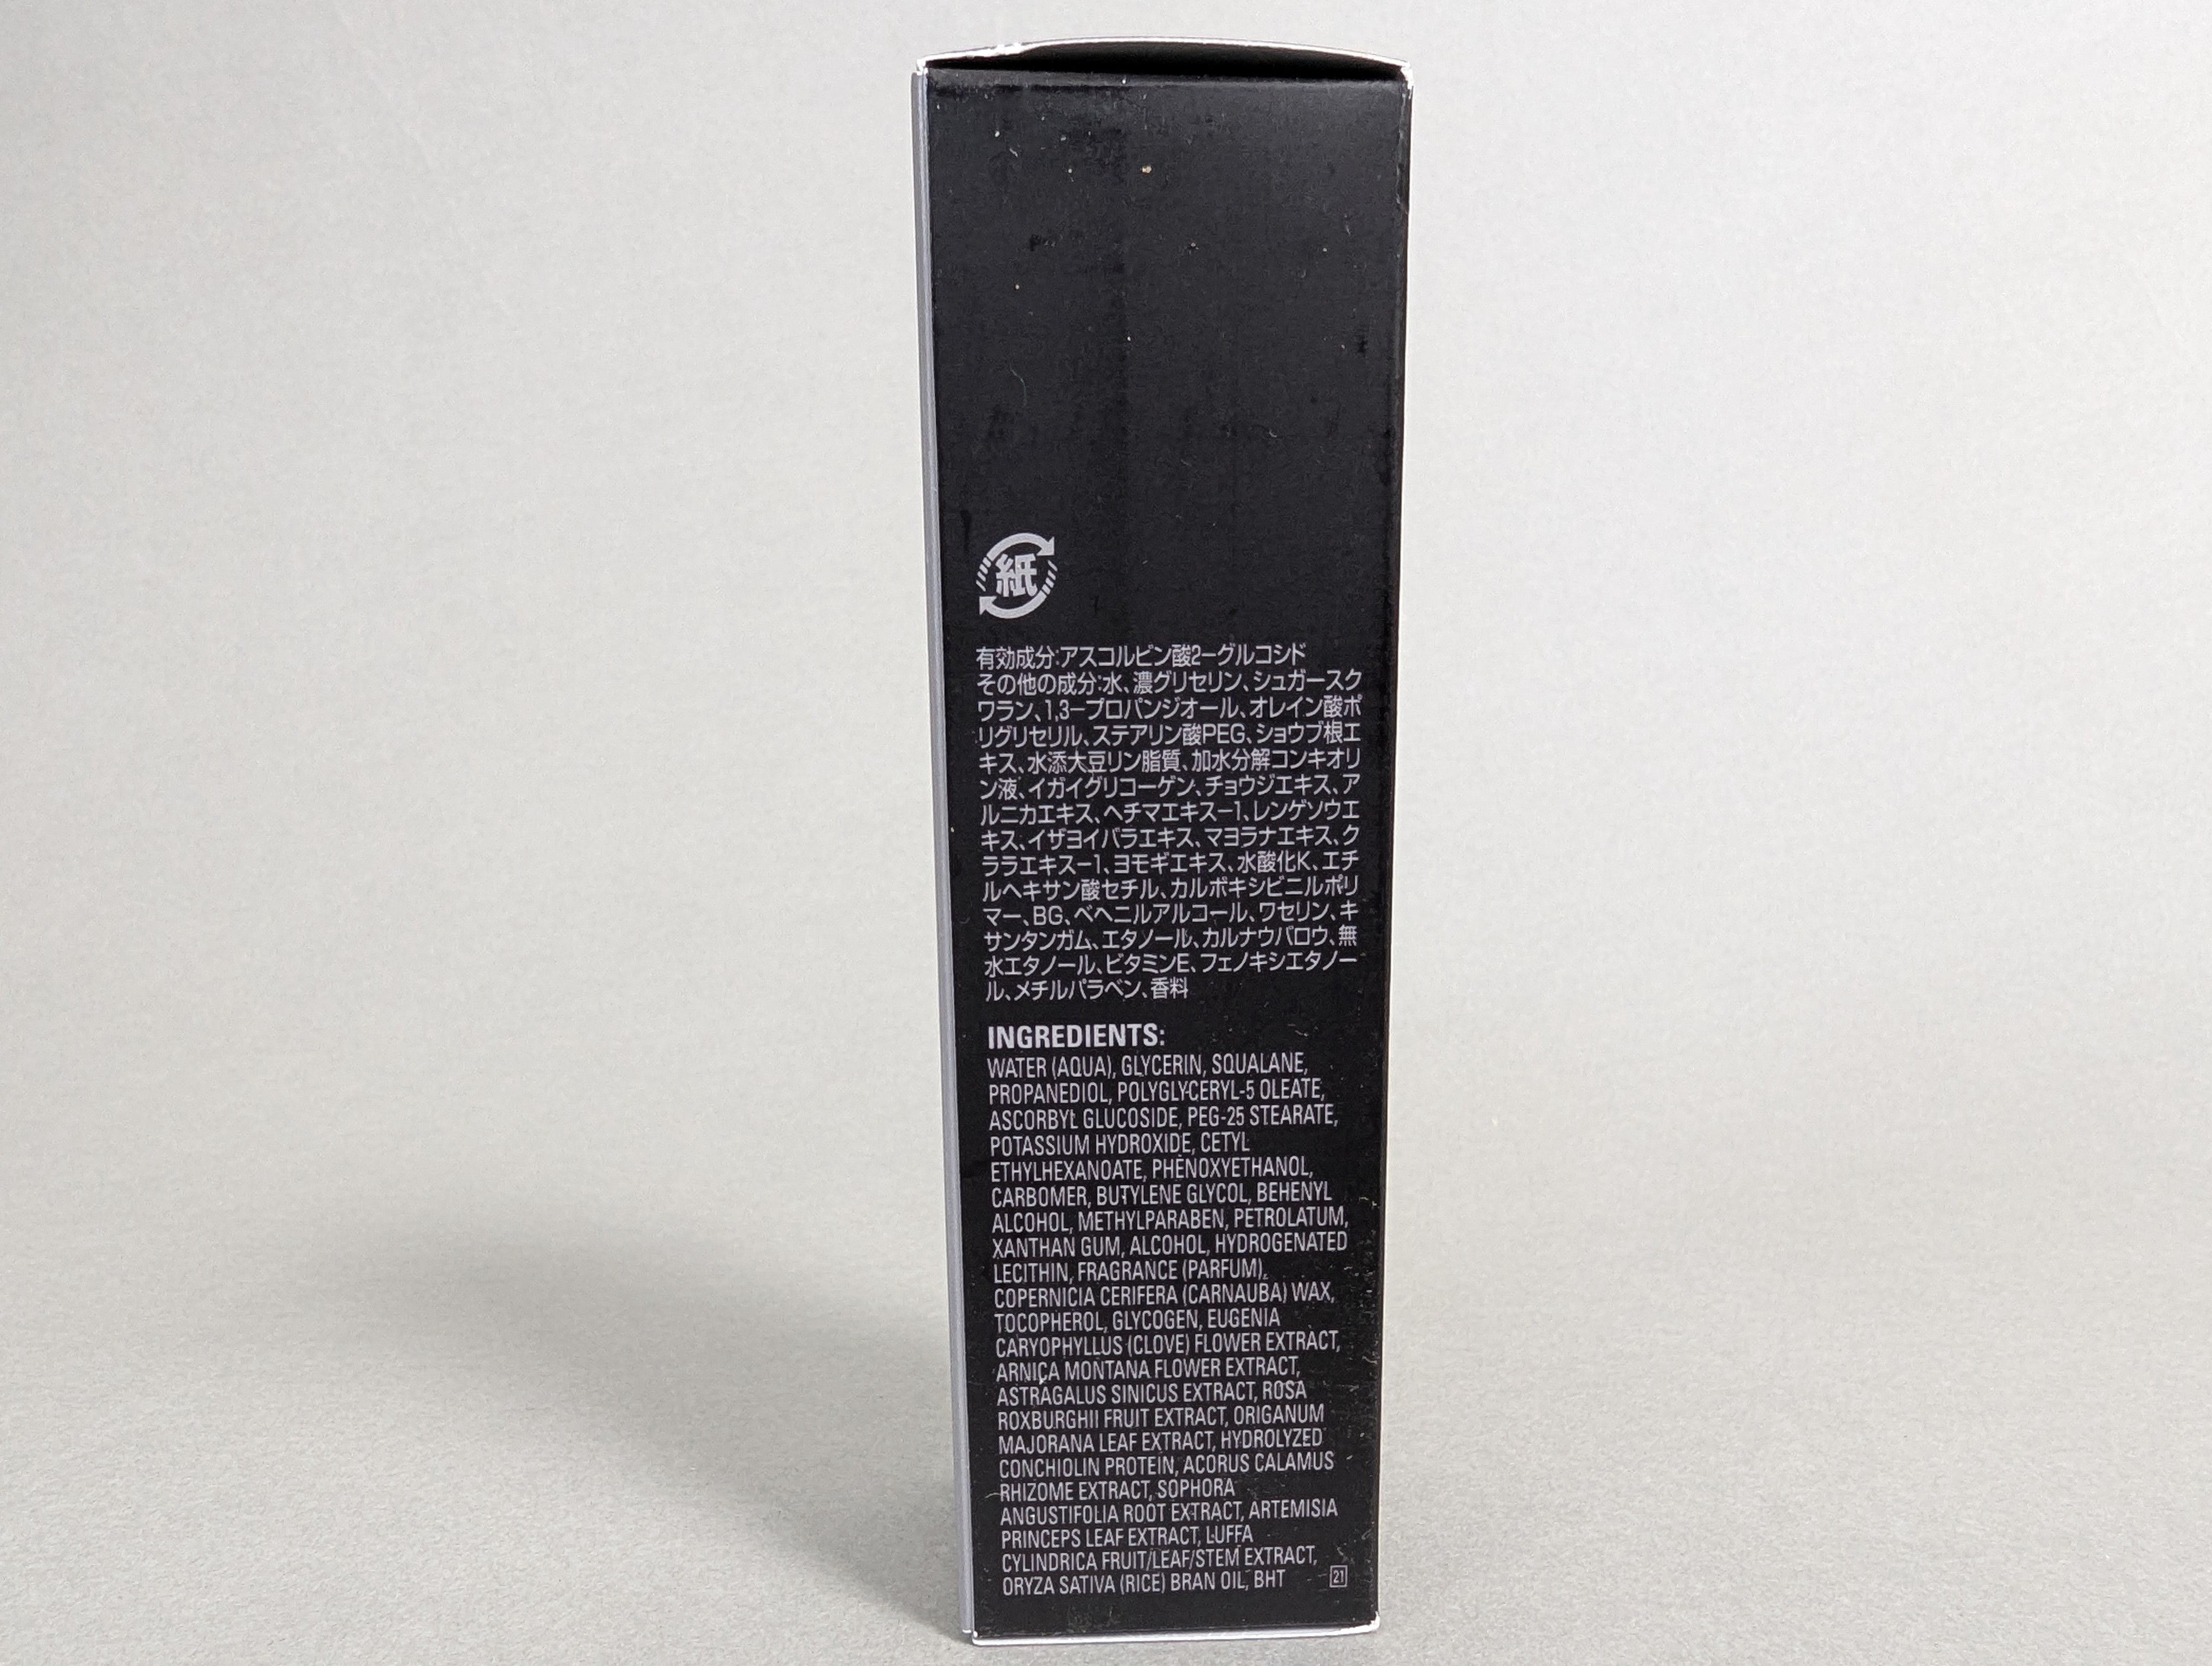 紙
有効成分:アスコルビン酸2−グルコシド
その他の成分:水、濃グリセリン、シュガースク
ワラン、1,3−プロパンジオール、オレイン酸ポ
リグリセリル、ステアリン酸PEG、ショウブ根エ
キス、水添大豆リン脂質、加水分解コンキオリ
ン液、イガイグリコーゲン、チョウジエキス、ア
ルニカエキス、ヘチマエキス−1、レンゲソウエ
キス、イザヨイバラエキス、マヨラナエキス、ク
ララエキス−1、ヨモギエキス、水酸化K、エチ
ルヘキサン酸セチル、カルボキシビニルポリ
マー、BG、ベヘニルアルコール、ワセリン、キ
サンタンガム、エタノール、カルナウバロウ、無
水エタノール、ビタミンE、フェノキシエタノー
ル、メチルパラベン、香料
INGREDIENTS:
WATER (AQUA), GLYCERIN, SQUALANE,
PROPANEDIOL, POLYGLYCERYL-5 OLEATE,
ASCORBYL GLUCOSIDE, PEG-25 STEARATE,
POTASSIUM HYDROXIDE, CETYL
ETHYLHEXANOATE, PHENOXYETHANOL,
CARBOMER, BUTYLENE GLYCOL, BEHENYL
ALCOHOL, METHYLPARABEN, PETROLATUM,
XANTHAN GUM, ALCOHOL, HYDROGENATED
LECITHIN, FRAGRANCE (PARFUM),
COPERNICIA CERIFERA (CARNAUBA) WAX,
TOCOPHEROL, GLYCOGEN, EUGENIA
CARYOPHYLLUS (CLOVE) FLOWER EXTRACT,
ARNICA MONTANA FLOWER EXTRACT,
ASTRAGALUS SINICUS EXTRACT, ROSA
ROXBURGHII FRUIT EXTRACT, ORIGANUM
MAJORANA LEAF EXTRACT, HYDROLYZED
CONCHIOLIN PROTEIN, ACORUS CALAMUS
RHIZOME EXTRACT, SOPHORA
ANGUSTIFOLIA ROOT EXTRACT, ARTEMISIA
PRINCEPS LEAF EXTRACT, LUFFA
CYLINDRICA FRUIT/LEAF/STEM EXTRACT,
ORYZA SATIVA (RICE) BRAN OIL, BHT 21